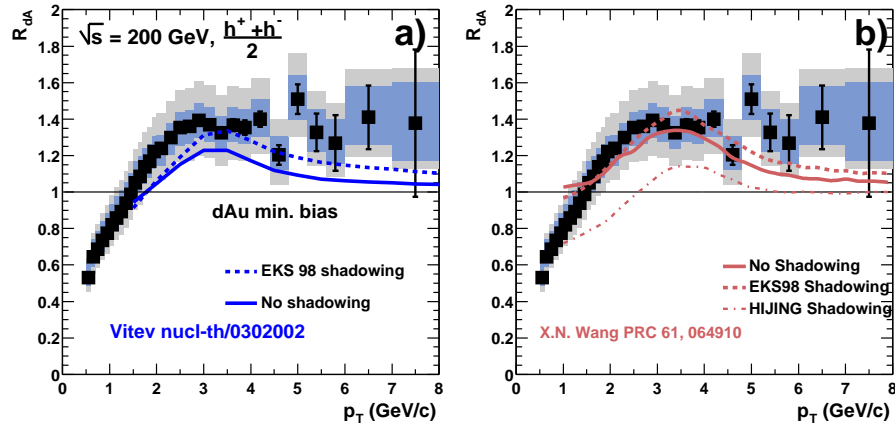 R_dA
2
1.8
1.6
1.4
1.2
1
0.8
0.6
0.4
0.2
0
√s = 200 GeV, (h⁺+h⁻)/2
a)
dAu min. bias
EKS 98 shadowing
No shadowing
Vitev nucl-th/0302002
0 1 2 3 4 5 6 7 8
p_T (GeV/c)
R_dA
2
1.8
1.6
1.4
1.2
1
0.8
0.6
0.4
0.2
0
b)
No Shadowing
EKS98 Shadowing
HIJING Shadowing
X.N. Wang PRC 61, 064910
0 1 2 3 4 5 6 7 8
p_T (GeV/c)